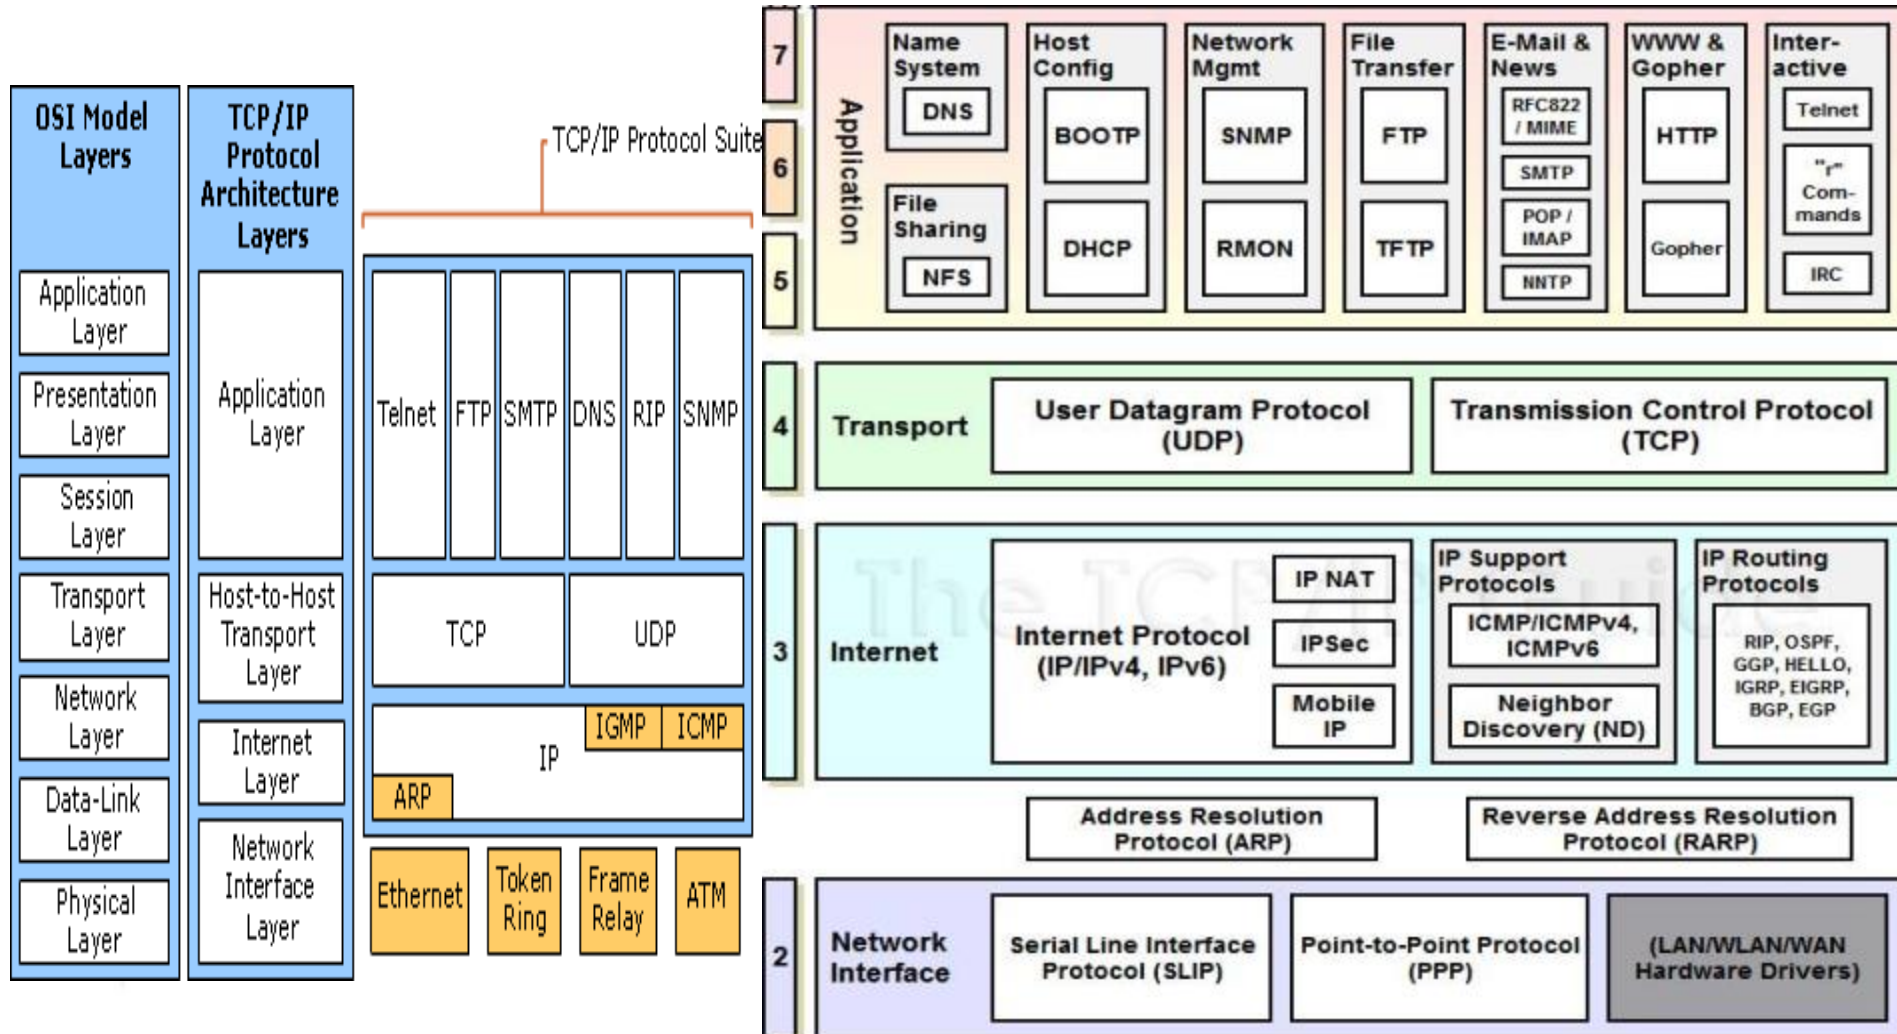 OSI Model
Layers
Application
Layer
Presentation
Layer
Session
Layer
Transport
Layer
Network
Layer
Data-Link
Layer
Physical
Layer
TCP/IP
Protocol
Architecture
Layers
Application
Layer
Host-to-Host
Transport
Layer
Internet
Layer
Network
Interface
Layer
TCP/IP Protocol Suite
Telnet
FTP
SMTP
DNS
RIP
SNMP
TCP
UDP
IP
IGMP
ICMP
ARP
Ethernet
Token
Ring
Frame
Relay
ATM
7
6
5
Application
Name
System
DNS
File
Sharing
NFS
Host
Config
BOOTP
DHCP
Network
Mgmt
SNMP
RMON
File
Transfer
FTP
TFTP
E-Mail &
News
RFC822
/ MIME
SMTP
POP /
IMAP
NNTP
WWW &
Gopher
HTTP
Gopher
Inter-
active
Telnet
"r"
Com-
mands
IRC
4
Transport
User Datagram Protocol
(UDP)
Transmission Control Protocol
(TCP)
3
Internet
The TCP/IP Guide
Internet Protocol
(IP/IPv4, IPv6)
IP NAT
IPSec
Mobile
IP
IP Support
Protocols
ICMP/ICMPv4,
ICMPv6
Neighbor
Discovery (ND)
IP Routing
Protocols
RIP, OSPF,
GGP, HELLO,
IGRP, EIGRP,
BGP, EGP
Address Resolution
Protocol (ARP)
Reverse Address Resolution
Protocol (RARP)
2
Network
Interface
Serial Line Interface
Protocol (SLIP)
Point-to-Point Protocol
(PPP)
(LAN/WLAN/WAN
Hardware Drivers)